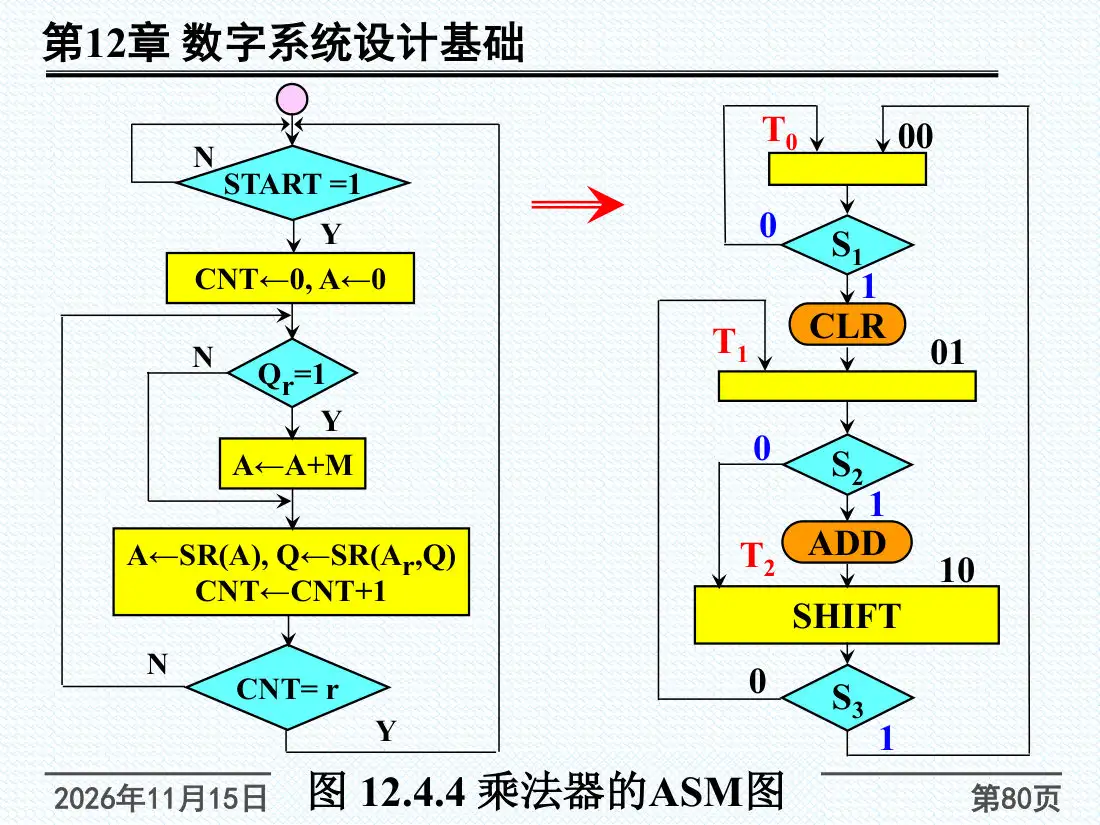 第12章 数字系统设计基础
N
START =1
Y
CNT←0, A←0
N
Qr=1
Y
A←A+M
A←SR(A), Q←SR(Ar,Q)
CNT←CNT+1
N
CNT= r
Y
T0
00
0
S1
1
CLR
T1
01
0
S2
1
ADD
T2
10
SHIFT
0
S3
1
图 12.4.4 乘法器的ASM图
2026年11月15日
第80页